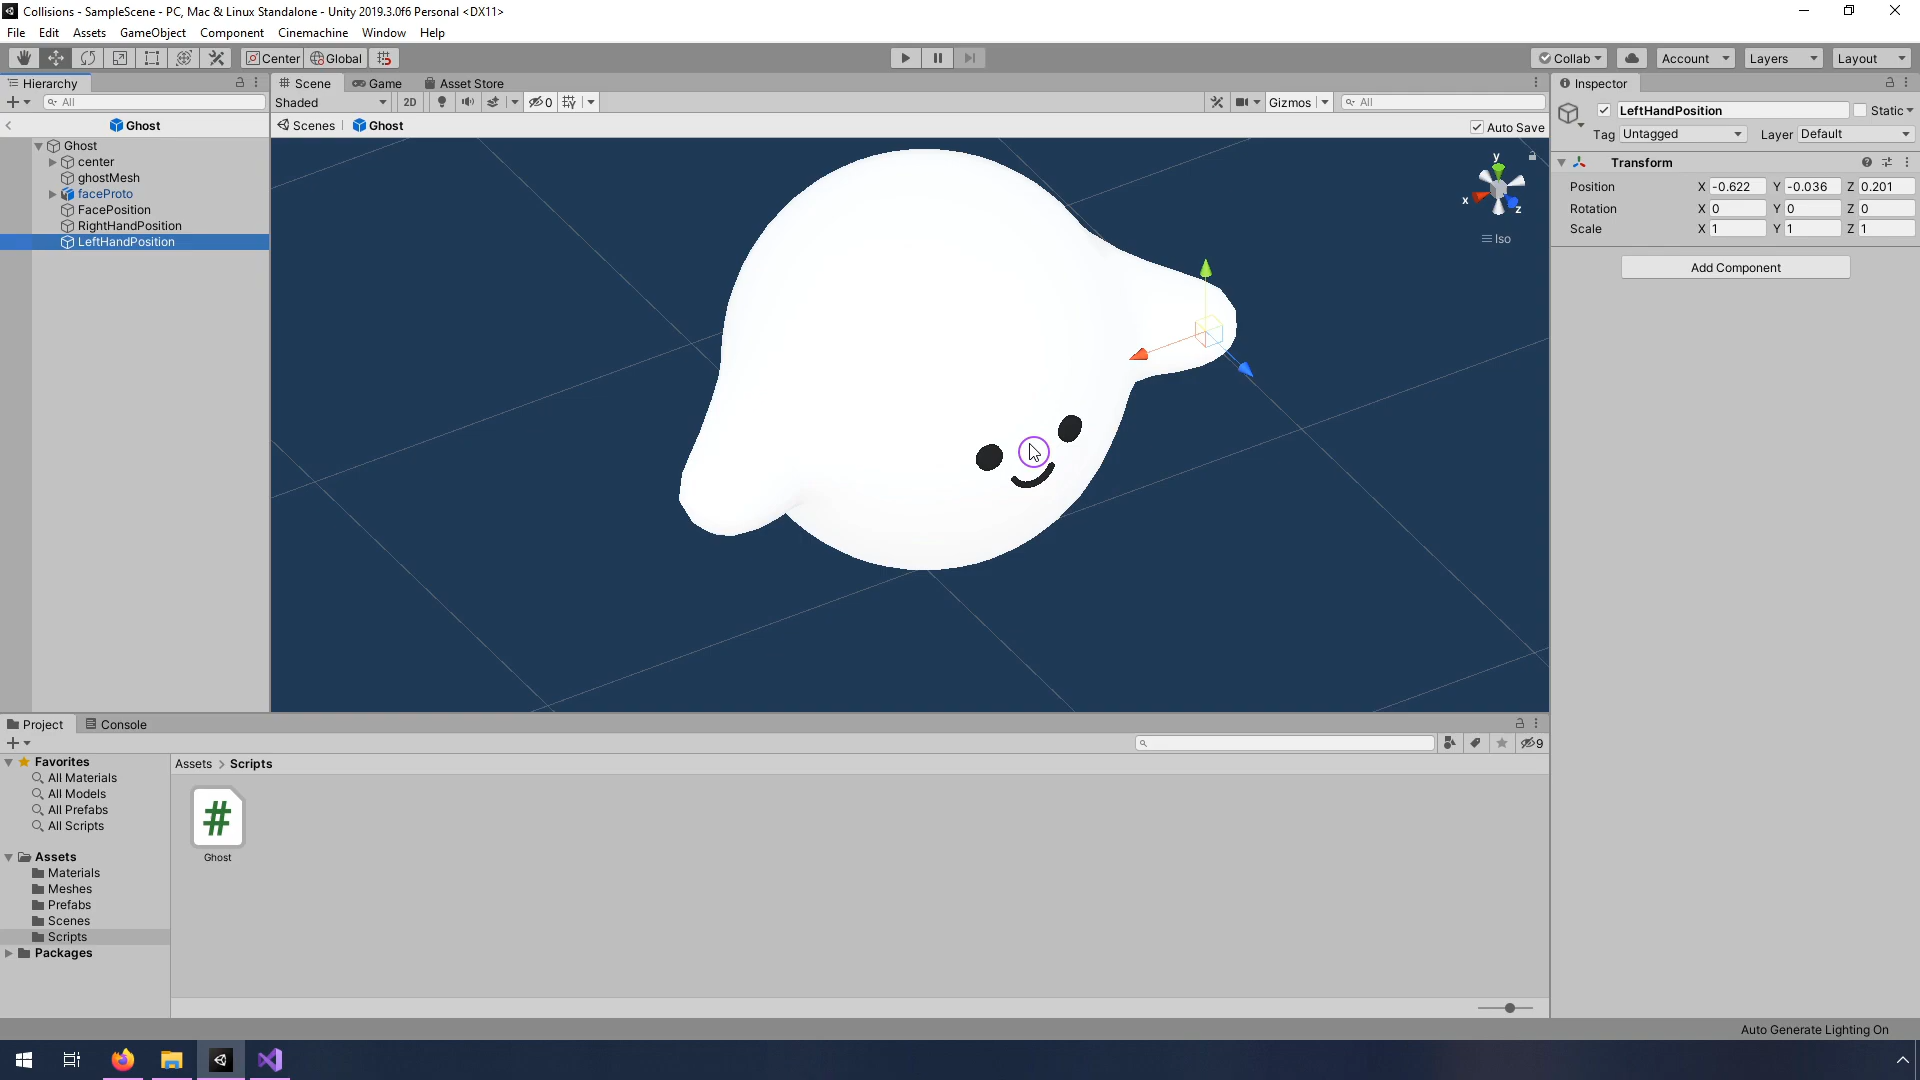 Collisions - SampleScene - PC, Mac & Linux Standalone - Unity 2019.3.0f6 Personal <DX11>
File Edit Assets GameObject Component Cinemachine Window Help
Center Global Collab Account Layers Layout
Hierarchy
All
Ghost
Ghost
center
ghostMesh
faceProto
FacePosition
RightHandPosition
LeftHandPosition
Scene Game Asset Store
Shaded 2D 0 Gizmos All
Scenes Ghost Auto Save
y
x
z
Iso
Inspector
LeftHandPosition Static
Tag Untagged Layer Default
Transform
Position X -0.622 Y -0.036 Z 0.201
Rotation X 0 Y 0 Z 0
Scale X 1 Y 1 Z 1
Add Component
Project Console
9
Favorites
All Materials
All Models
All Prefabs
All Scripts
Assets
Materials
Meshes
Prefabs
Scenes
Scripts
Packages
Assets > Scripts
#
Ghost
Auto Generate Lighting On